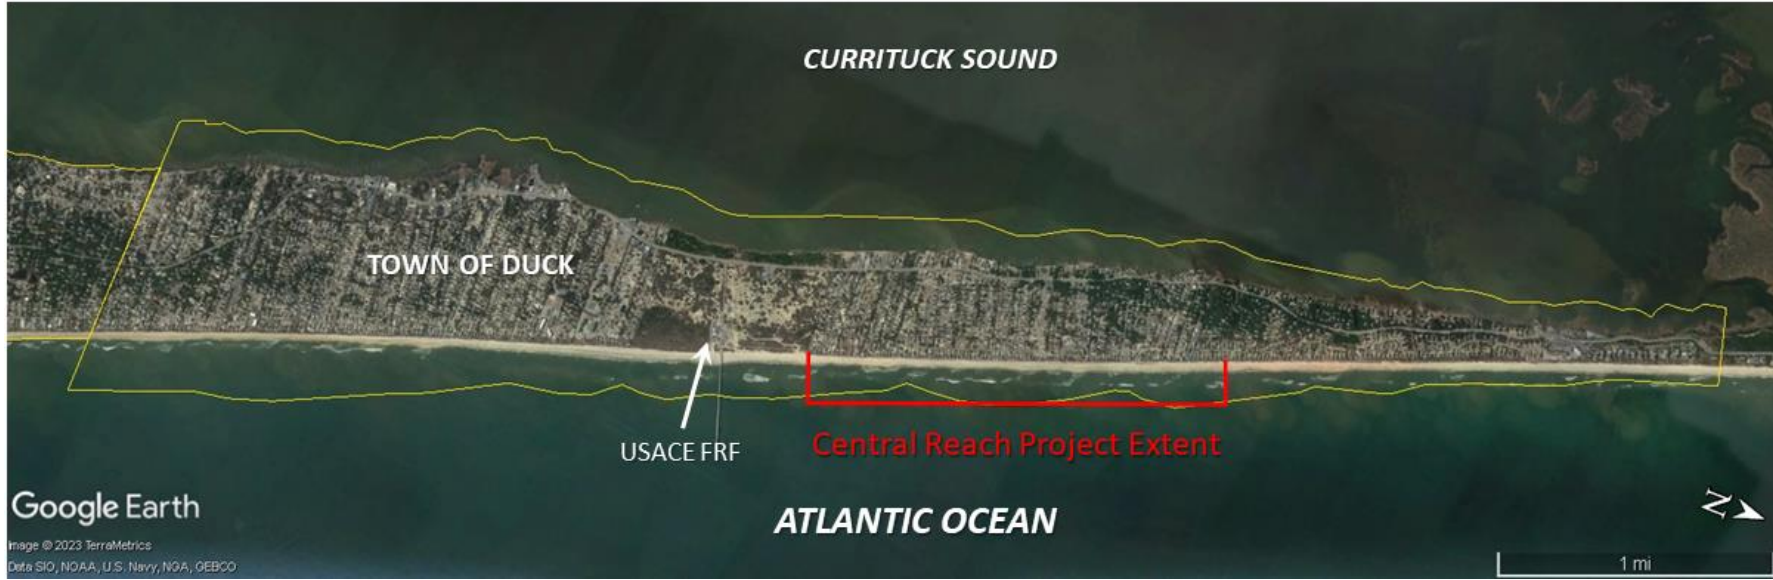 CURRITUCK SOUND
TOWN OF DUCK
USACE FRF
Central Reach Project Extent
ATLANTIC OCEAN
Google Earth
Image © 2023 TerraMetrics
Data SIO, NOAA, U.S. Navy, NGA, GEBCO
N
1 mi